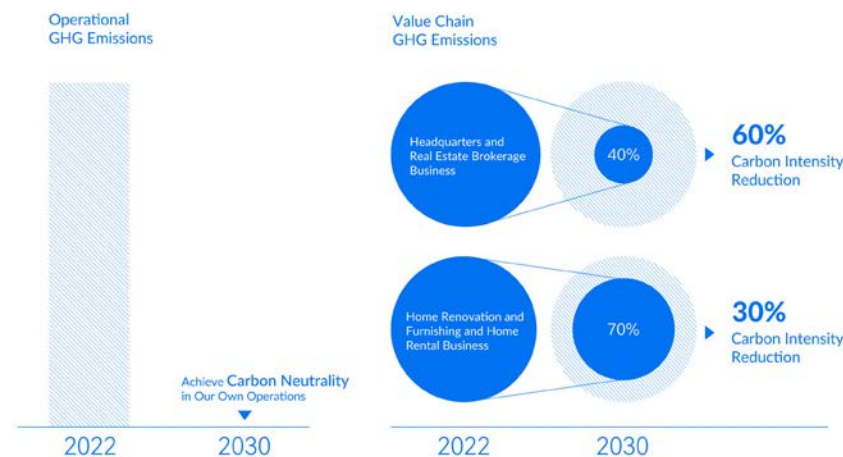 Operational
GHG Emissions
Achieve Carbon Neutrality
in Our Own Operations
2022
2030
Value Chain
GHG Emissions
Headquarters and
Real Estate Brokerage
Business
40%
60%
Carbon Intensity
Reduction
Home Renovation and
Furnishing and Home
Rental Business
70%
30%
Carbon Intensity
Reduction
2022
2030